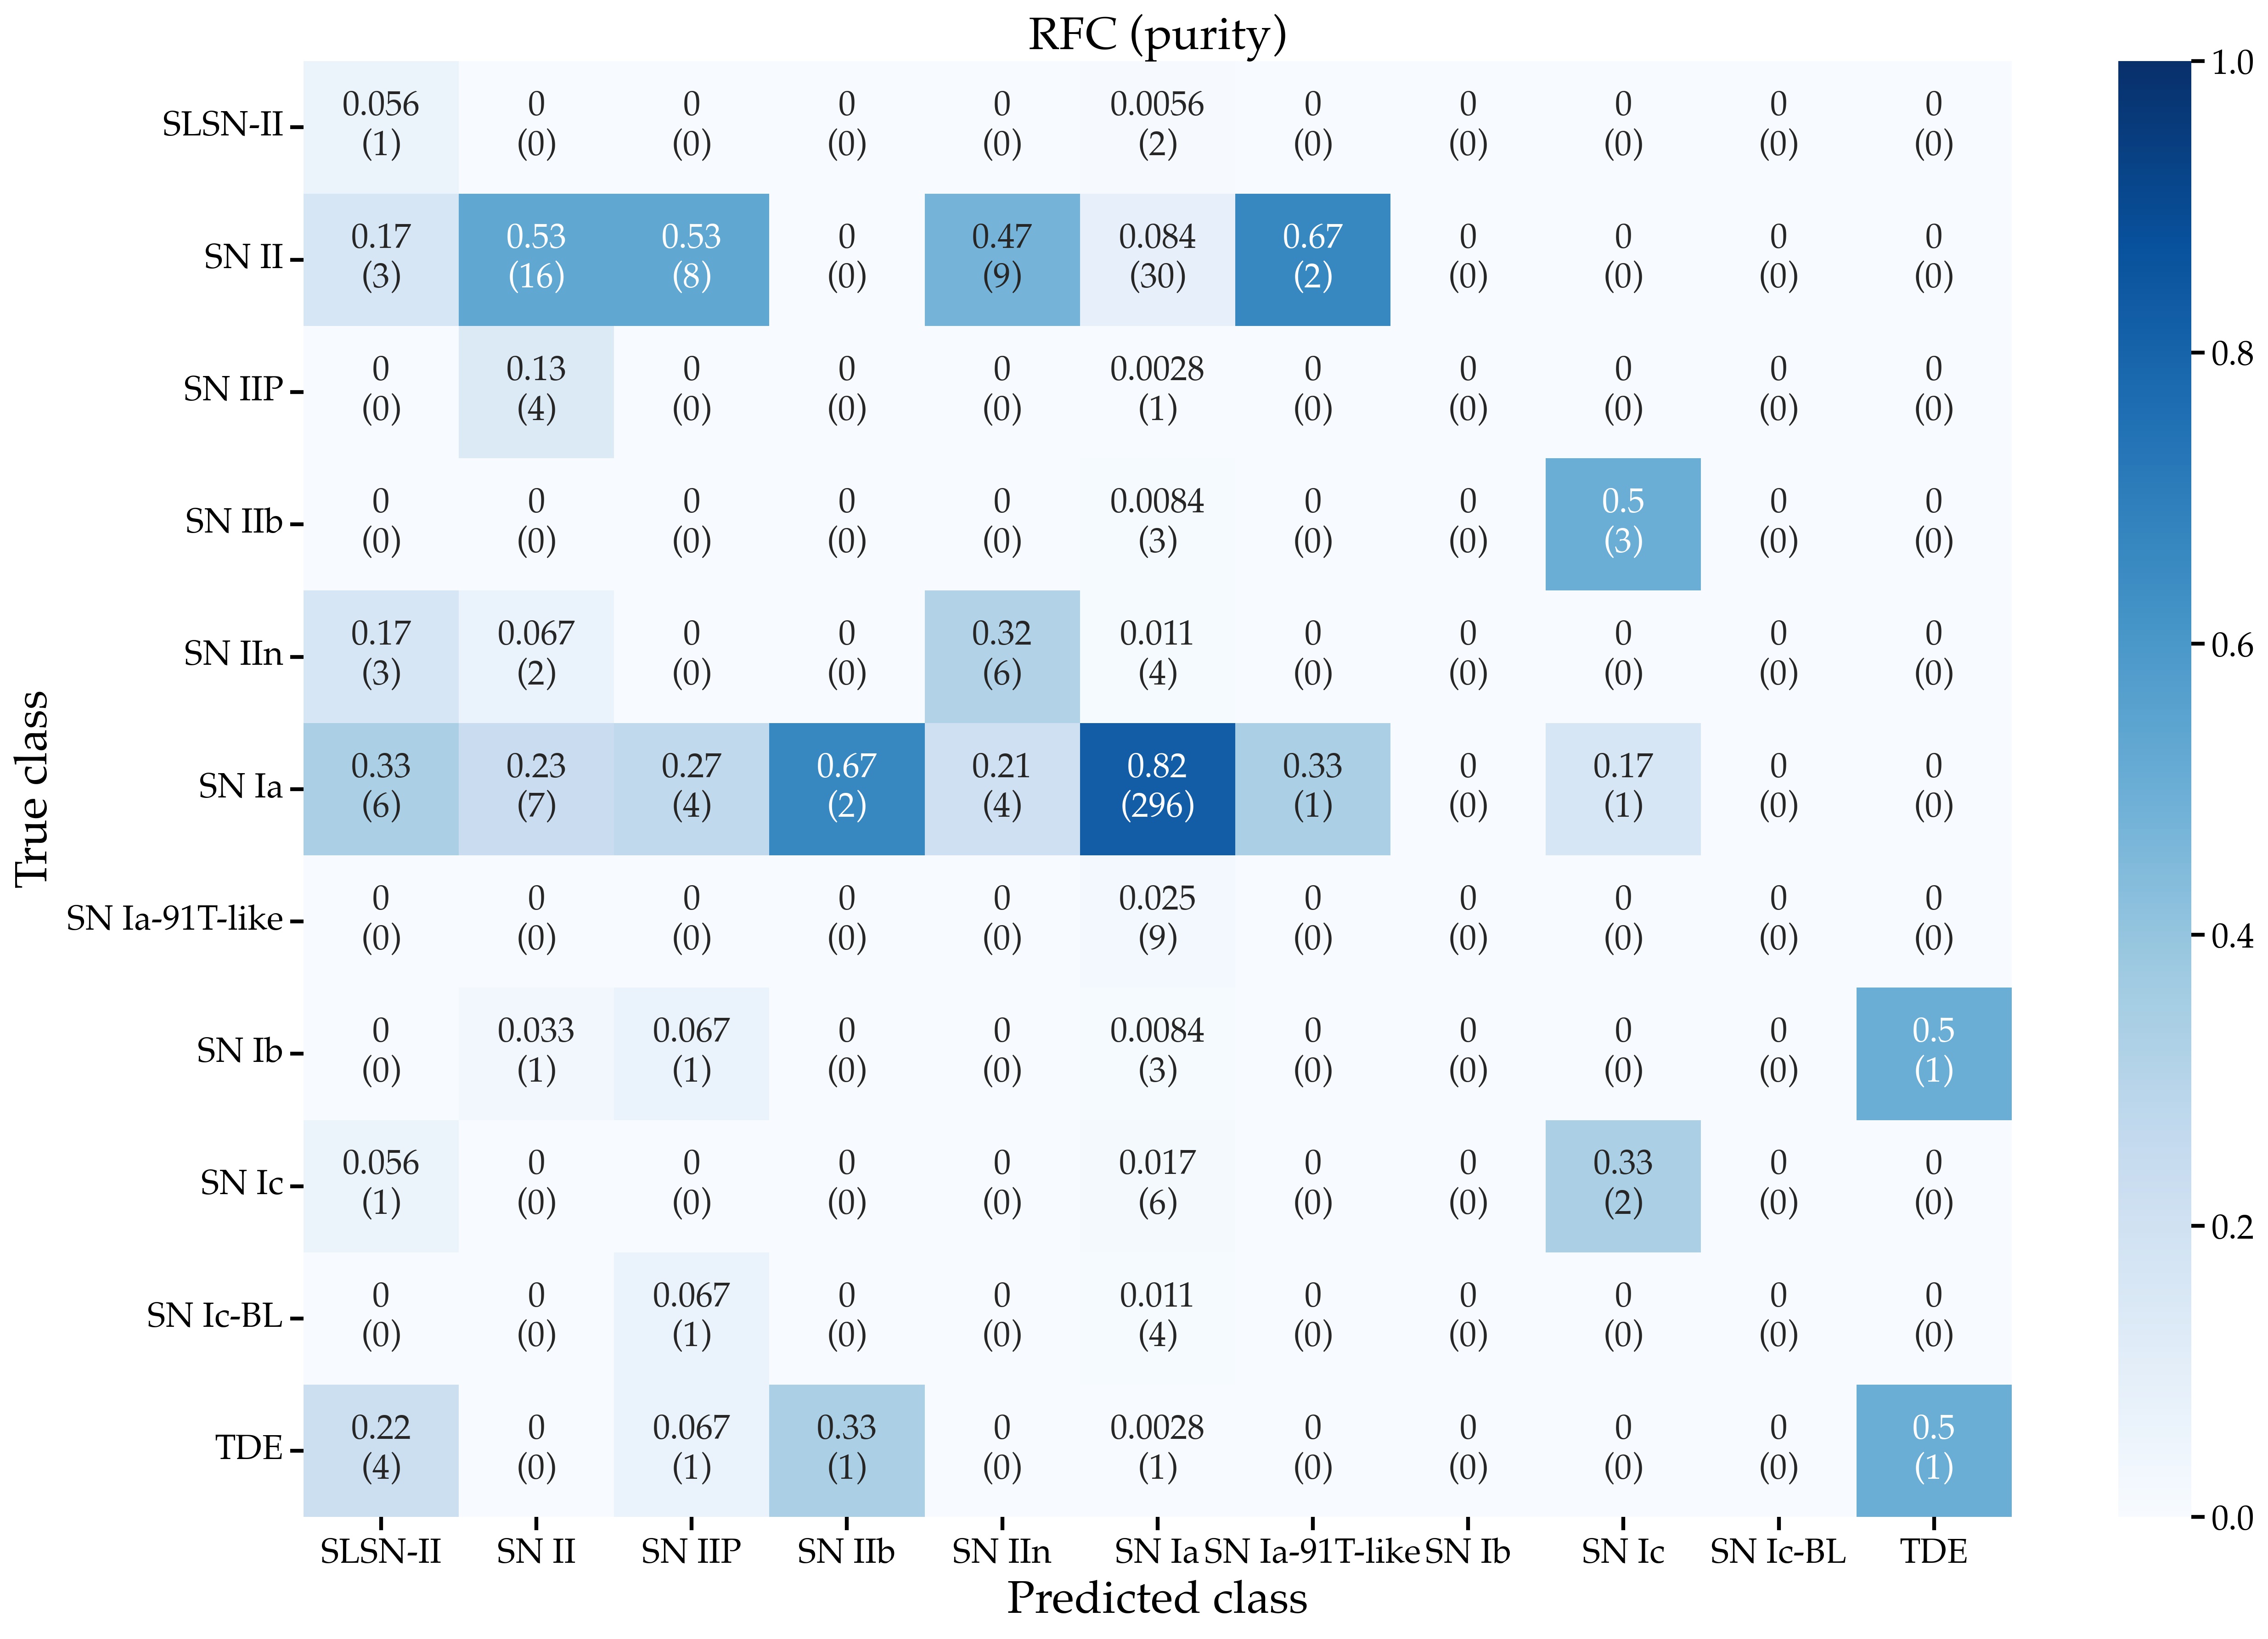 RFC (purity)
SLSN-II 0.056 0 0 0 0 0.0056 0 0 0 0 0
(1) (0) (0) (0) (0) (2) (0) (0) (0) (0) (0)
SN II 0.17 0.53 0.53 0 0.47 0.084 0.67 0 0 0 0
(3) (16) (8) (0) (9) (30) (2) (0) (0) (0) (0)
SN IIP 0 0.13 0 0 0 0.0028 0 0 0 0 0
(0) (4) (0) (0) (0) (1) (0) (0) (0) (0) (0)
SN IIb 0 0 0 0 0 0.0084 0 0 0.5 0 0
(0) (0) (0) (0) (0) (3) (0) (0) (3) (0) (0)
SN IIn 0.17 0.067 0 0 0.32 0.011 0 0 0 0 0
(3) (2) (0) (0) (6) (4) (0) (0) (0) (0) (0)
SN Ia 0.33 0.23 0.27 0.67 0.21 0.82 0.33 0 0.17 0 0
(6) (7) (4) (2) (4) (296) (1) (0) (1) (0) (0)
SN Ia-91T-like 0 0 0 0 0 0.025 0 0 0 0 0
(0) (0) (0) (0) (0) (9) (0) (0) (0) (0) (0)
SN Ib 0 0.033 0.067 0 0 0.0084 0 0 0 0 0.5
(0) (1) (1) (0) (0) (3) (0) (0) (0) (0) (1)
SN Ic 0.056 0 0 0 0 0.017 0 0 0.33 0 0
(1) (0) (0) (0) (0) (6) (0) (0) (2) (0) (0)
SN Ic-BL 0 0 0.067 0 0 0.011 0 0 0 0 0
(0) (0) (1) (0) (0) (4) (0) (0) (0) (0) (0)
TDE 0.22 0 0.067 0.33 0 0.0028 0 0 0 0 0.5
(4) (0) (1) (1) (0) (1) (0) (0) (0) (0) (1)
SLSN-II SN II SN IIP SN IIb SN IIn SN Ia SN Ia-91T-like SN Ib SN Ic SN Ic-BL TDE
Predicted class
True class
1.0
0.8
0.6
0.4
0.2
0.0